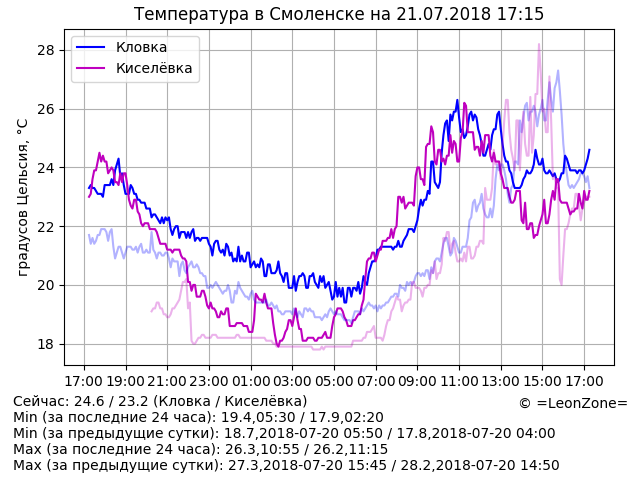 Температура в Смоленске на 21.07.2018 17:15
Кловка
Киселёвка
градусов Цельсия, °C
28
26
24
22
20
18
17:00 19:00 21:00 23:00 01:00 03:00 05:00 07:00 09:00 11:00 13:00 15:00 17:00
Сейчас: 24.6 / 23.2 (Кловка / Киселёвка)
© =LeonZone=
Min (за последние 24 часа): 19.4,05:30 / 17.9,02:20
Min (за предыдущие сутки): 18.7,2018-07-20 05:50 / 17.8,2018-07-20 04:00
Max (за последние 24 часа): 26.3,10:55 / 26.2,11:15
Max (за предыдущие сутки): 27.3,2018-07-20 15:45 / 28.2,2018-07-20 14:50